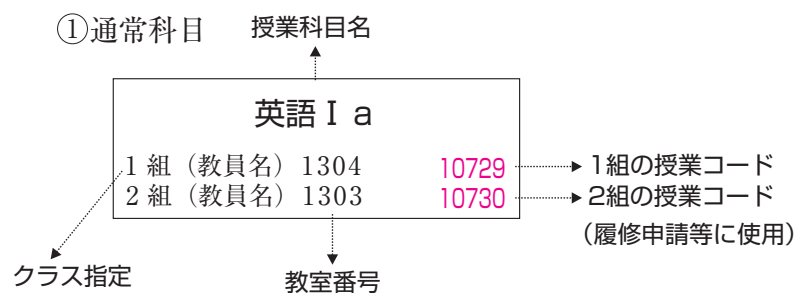 ①通常科目 授業科目名
英語Ⅰa
1組（教員名）1304 10729 1組の授業コード
2組（教員名）1303 10730 2組の授業コード
（履修申請等に使用）
クラス指定 教室番号